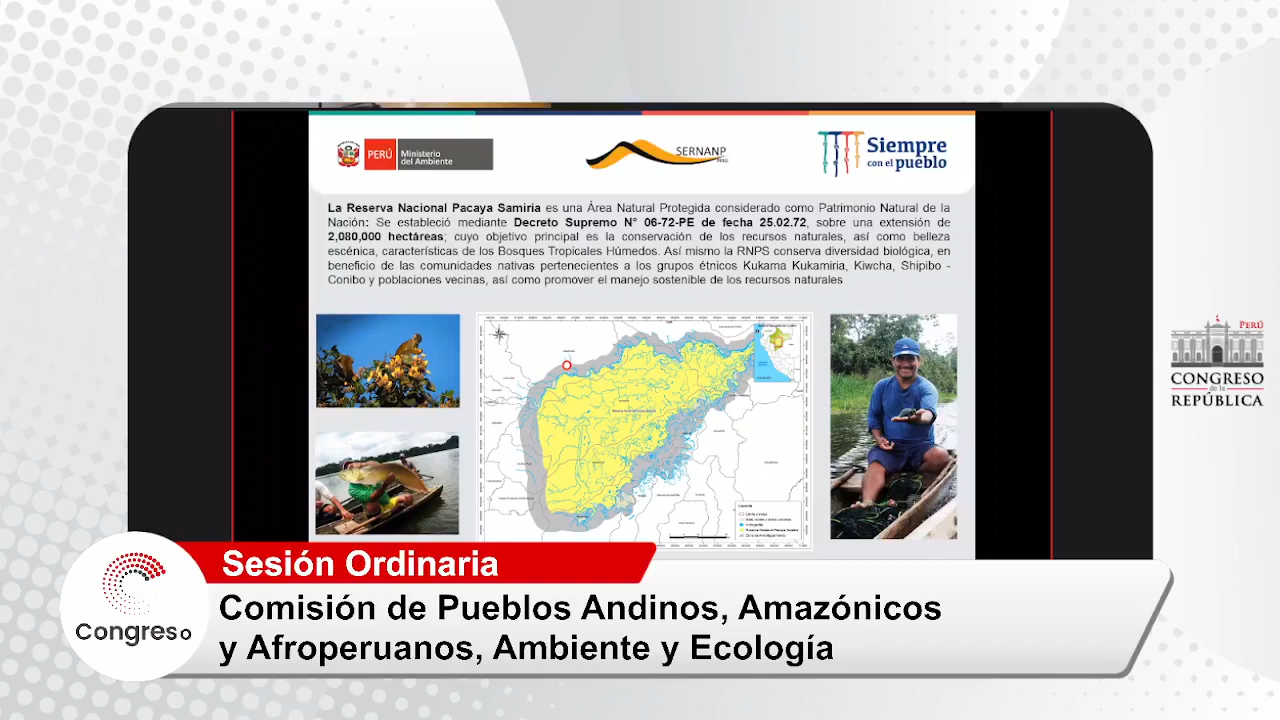 PERÚ
Ministerio
del Ambiente
SERNANP
PERÚ
Siempre
con el pueblo
La Reserva Nacional Pacaya Samiria es una Área Natural Protegida considerado como Patrimonio Natural de la
Nación: Se estableció mediante Decreto Supremo N° 06-72-PE de fecha 25.02.72, sobre una extensión de
2,080,000 hectáreas; cuyo objetivo principal es la conservación de los recursos naturales, así como belleza
escénica, características de los Bosques Tropicales Húmedos. Así mismo la RNPS conserva diversidad biológica, en
beneficio de las comunidades nativas pertenecientes a los grupos étnicos Kukama Kukamiria, Kiwcha, Shipibo -
Conibo y poblaciones vecinas, así como promover el manejo sostenible de los recursos naturales
PERÚ
CONGRESO
de la
REPÚBLICA
Congreso
Sesión Ordinaria
Comisión de Pueblos Andinos, Amazónicos
y Afroperuanos, Ambiente y Ecología